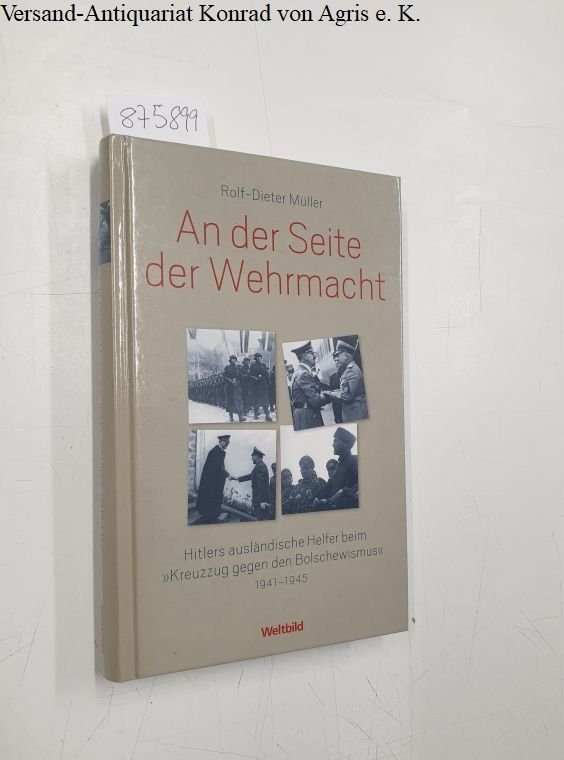 Versand-Antiquariat Konrad von Agris e. K.
875899
Rolf-Dieter Müller
An der Seite
der Wehrmacht
Hitlers ausländische Helfer beim
»Kreuzzug gegen den Bolschewismus«
1941–1945
Weltbild